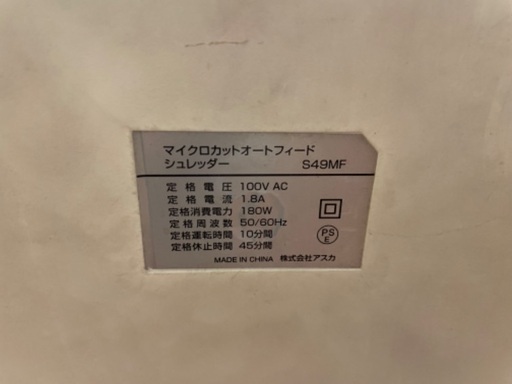 マイクロカットオートフィード
シュレッダー S49MF
定格電圧 100V AC
定格電流 1.8A
定格消費電力 180W
定格周波数 50/60Hz
定格運転時間 10分間
定格休止時間 45分間
PS
E
MADE IN CHINA 株式会社アスカ